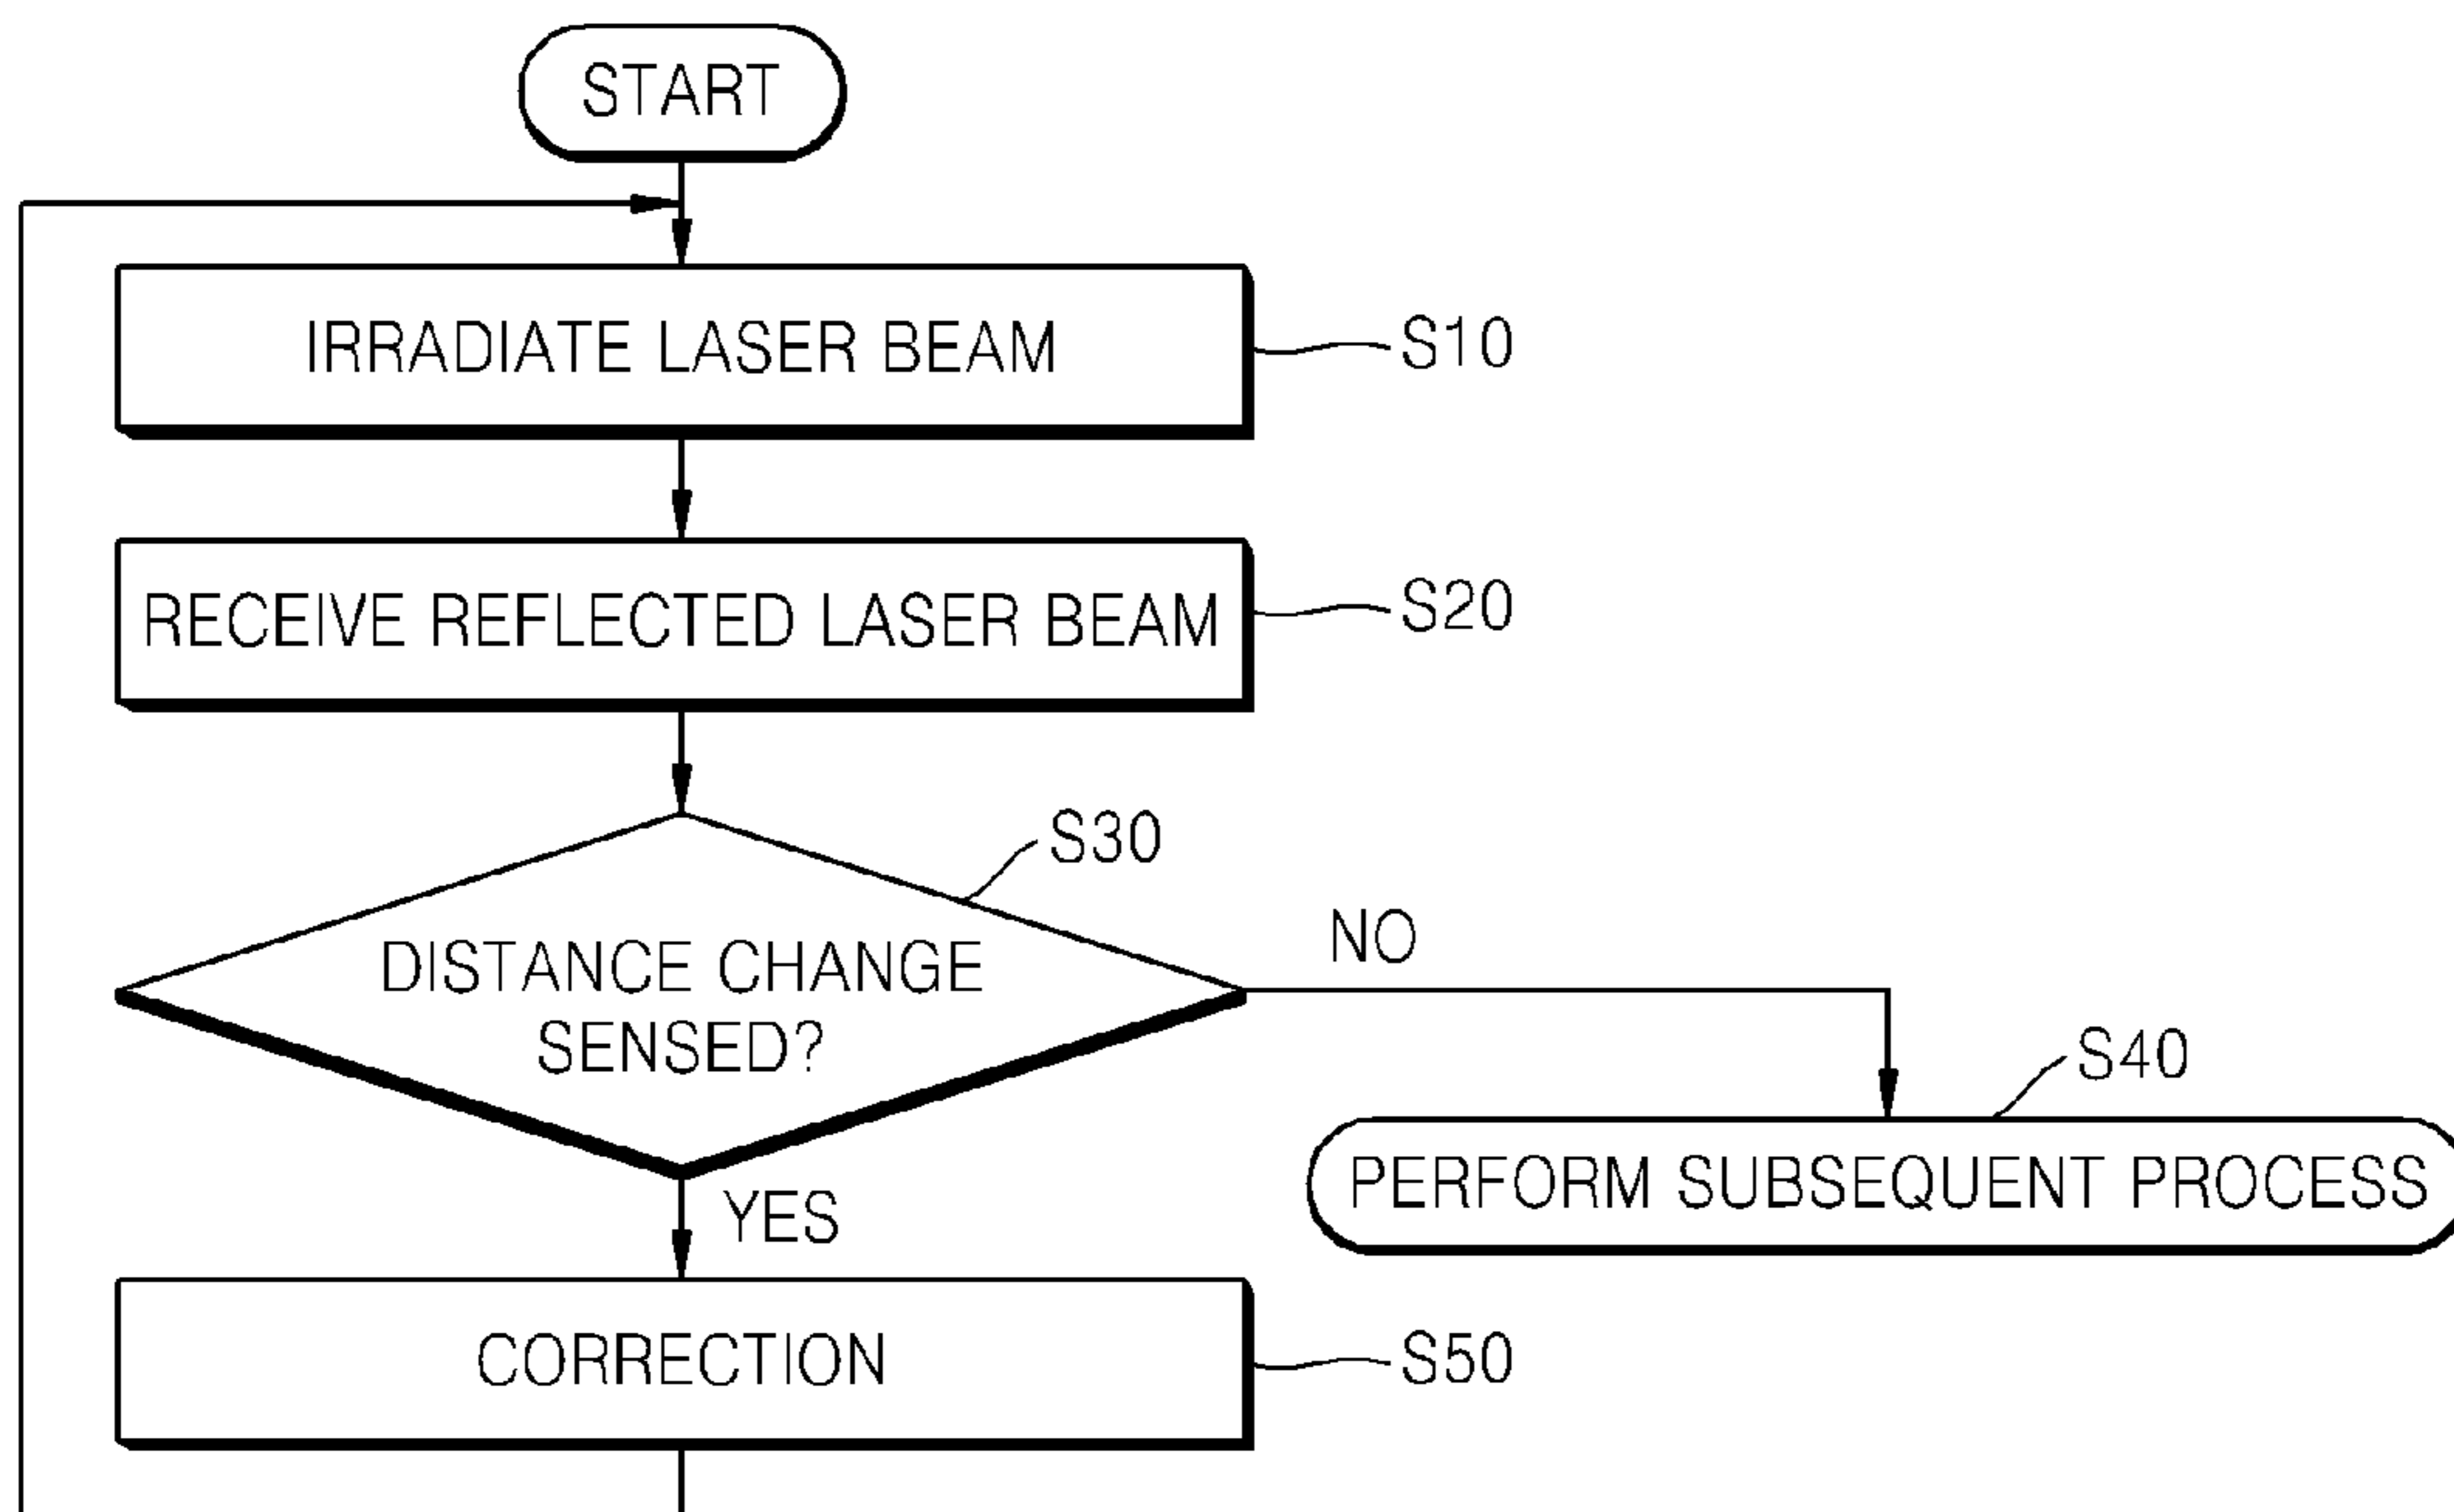 START
IRRADIATE LASER BEAM
S10
RECEIVE REFLECTED LASER BEAM
S20
S30
DISTANCE CHANGE
SENSED?
NO
S40
PERFORM SUBSEQUENT PROCESS
YES
CORRECTION
S50